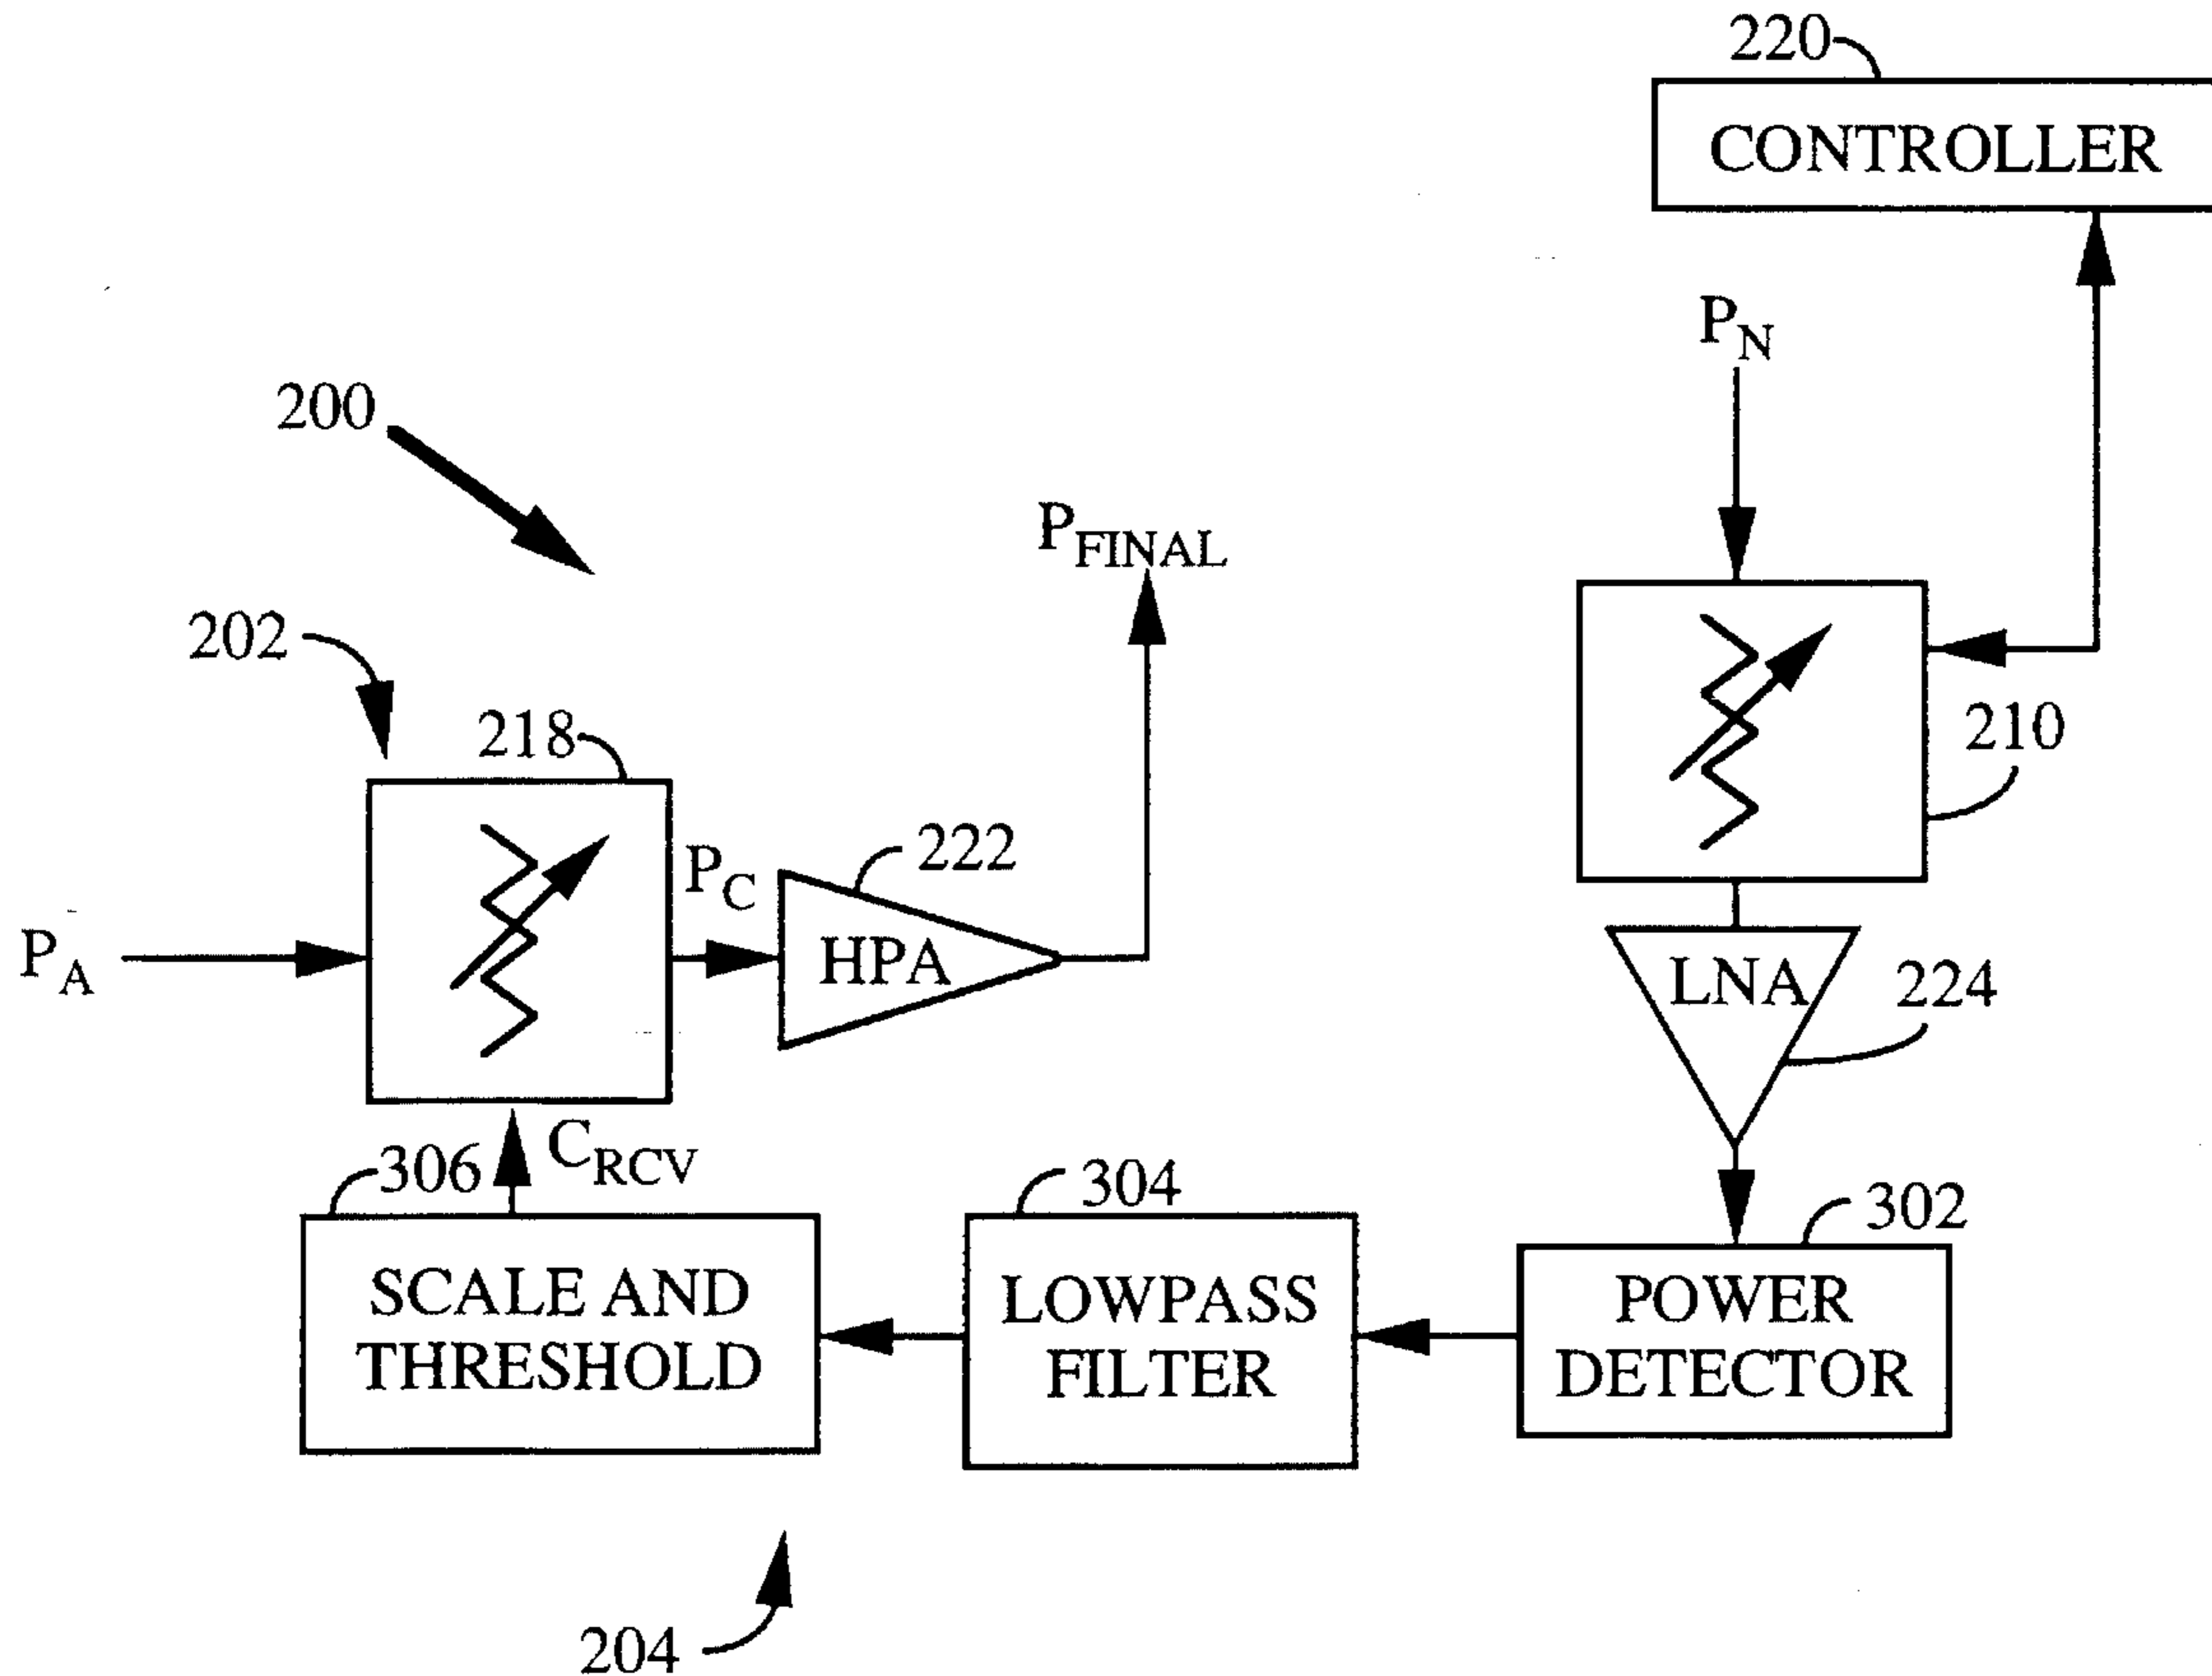 220
CONTROLLER
P_N
200
P_FINAL
202
218
210
P_C
222
P_A
HPA
LNA
224
306
C_RCV
304
302
SCALE AND
THRESHOLD
LOWPASS
FILTER
POWER
DETECTOR
204